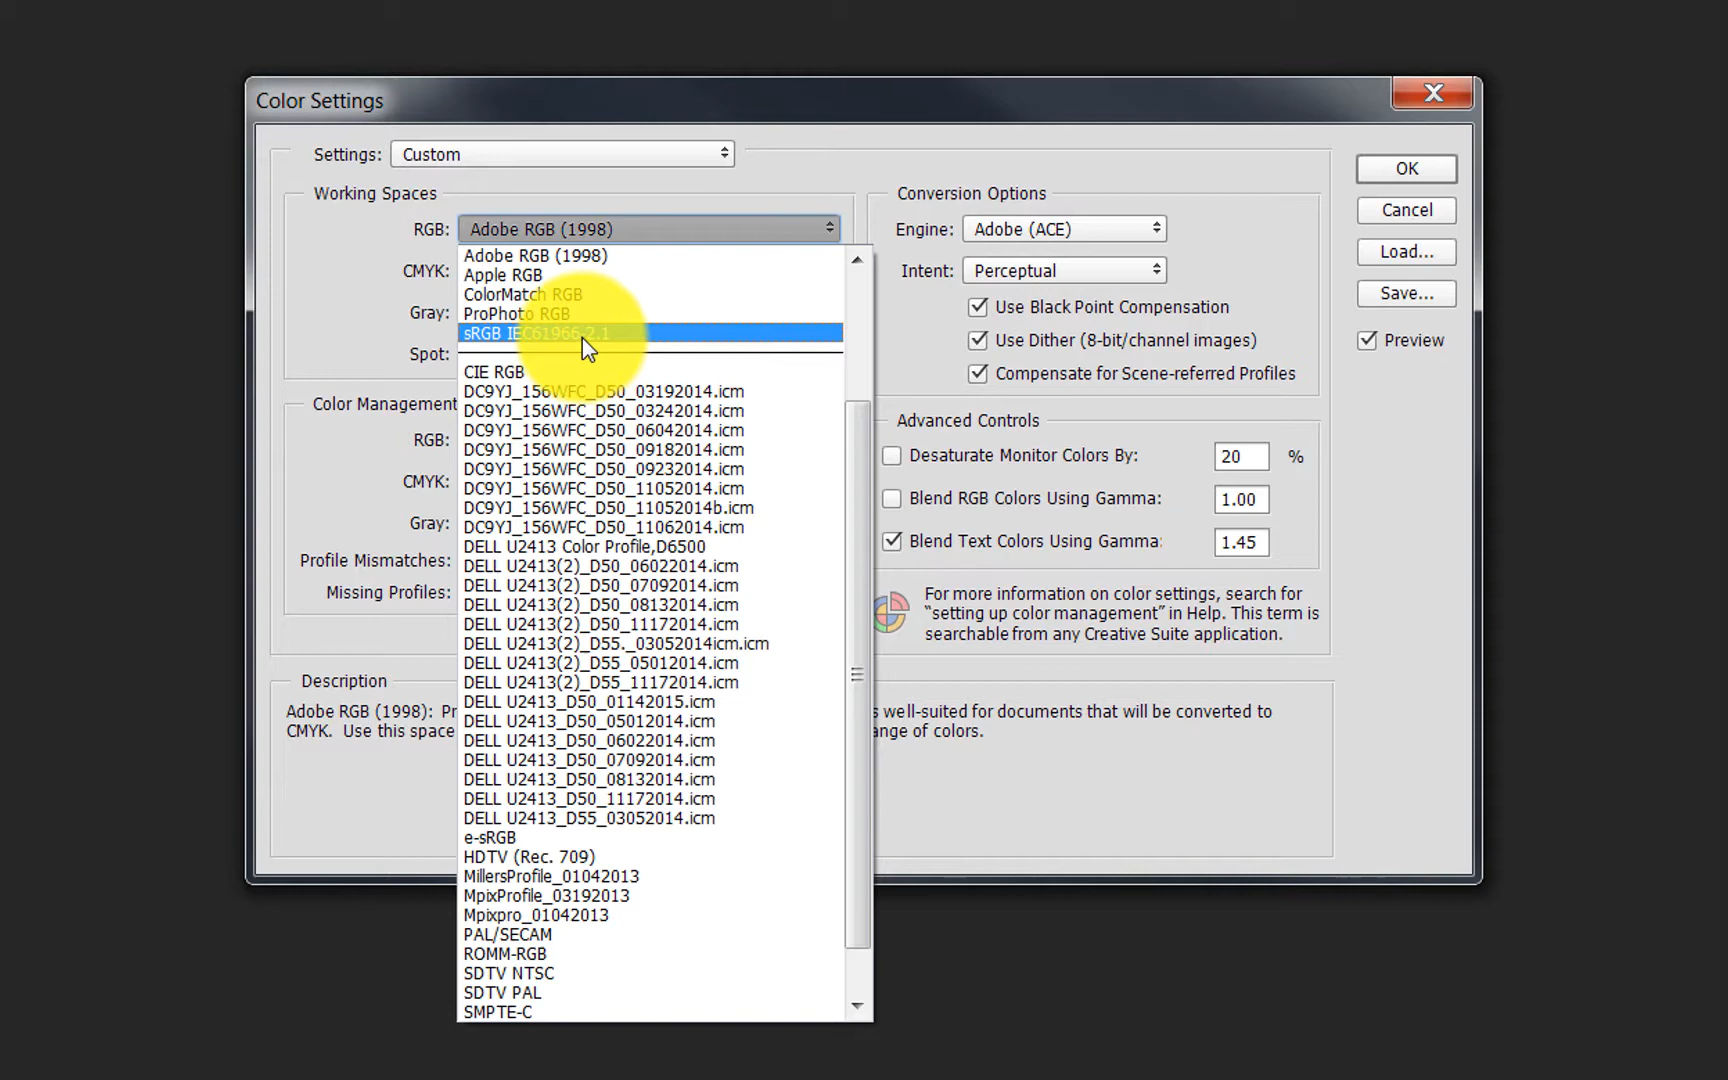 Color Settings
Settings: Custom
Working Spaces
RGB: Adobe RGB (1998)
CMYK:
Gray:
Spot:
Adobe RGB (1998)
Apple RGB
ColorMatch RGB
ProPhoto RGB
sRGB IEC61966-2.1
CIE RGB
DC9YJ_156WFC_D50_03192014.icm
DC9YJ_156WFC_D50_03242014.icm
DC9YJ_156WFC_D50_06042014.icm
DC9YJ_156WFC_D50_09182014.icm
DC9YJ_156WFC_D50_09232014.icm
DC9YJ_156WFC_D50_11052014.icm
DC9YJ_156WFC_D50_11052014b.icm
DC9YJ_156WFC_D50_11062014.icm
DELL U2413 Color Profile,D6500
DELL U2413(2)_D50_06022014.icm
DELL U2413(2)_D50_07092014.icm
DELL U2413(2)_D50_08132014.icm
DELL U2413(2)_D50_11172014.icm
DELL U2413(2)_D55._03052014icm.icm
DELL U2413(2)_D55_05012014.icm
DELL U2413(2)_D55_11172014.icm
DELL U2413_D50_01142015.icm
DELL U2413_D50_05012014.icm
DELL U2413_D50_06022014.icm
DELL U2413_D50_07092014.icm
DELL U2413_D50_08132014.icm
DELL U2413_D50_11172014.icm
DELL U2413_D55_03052014.icm
e-sRGB
HDTV (Rec. 709)
MillersProfile_01042013
MpixProfile_03192013
Mpixpro_01042013
PAL/SECAM
ROMM-RGB
SDTV NTSC
SDTV PAL
SMPTE-C
Color Management
RGB:
CMYK:
Gray:
Profile Mismatches:
Missing Profiles:
Conversion Options
Engine: Adobe (ACE)
Intent: Perceptual
Use Black Point Compensation
Use Dither (8-bit/channel images)
Compensate for Scene-referred Profiles
Advanced Controls
Desaturate Monitor Colors By: 20 %
Blend RGB Colors Using Gamma: 1.00
Blend Text Colors Using Gamma: 1.45
For more information on color settings, search for
"setting up color management" in Help. This term is
searchable from any Creative Suite application.
Description
Adobe RGB (1998): Pr s well-suited for documents that will be converted to
CMYK. Use this space ange of colors.
OK
Cancel
Load...
Save...
Preview